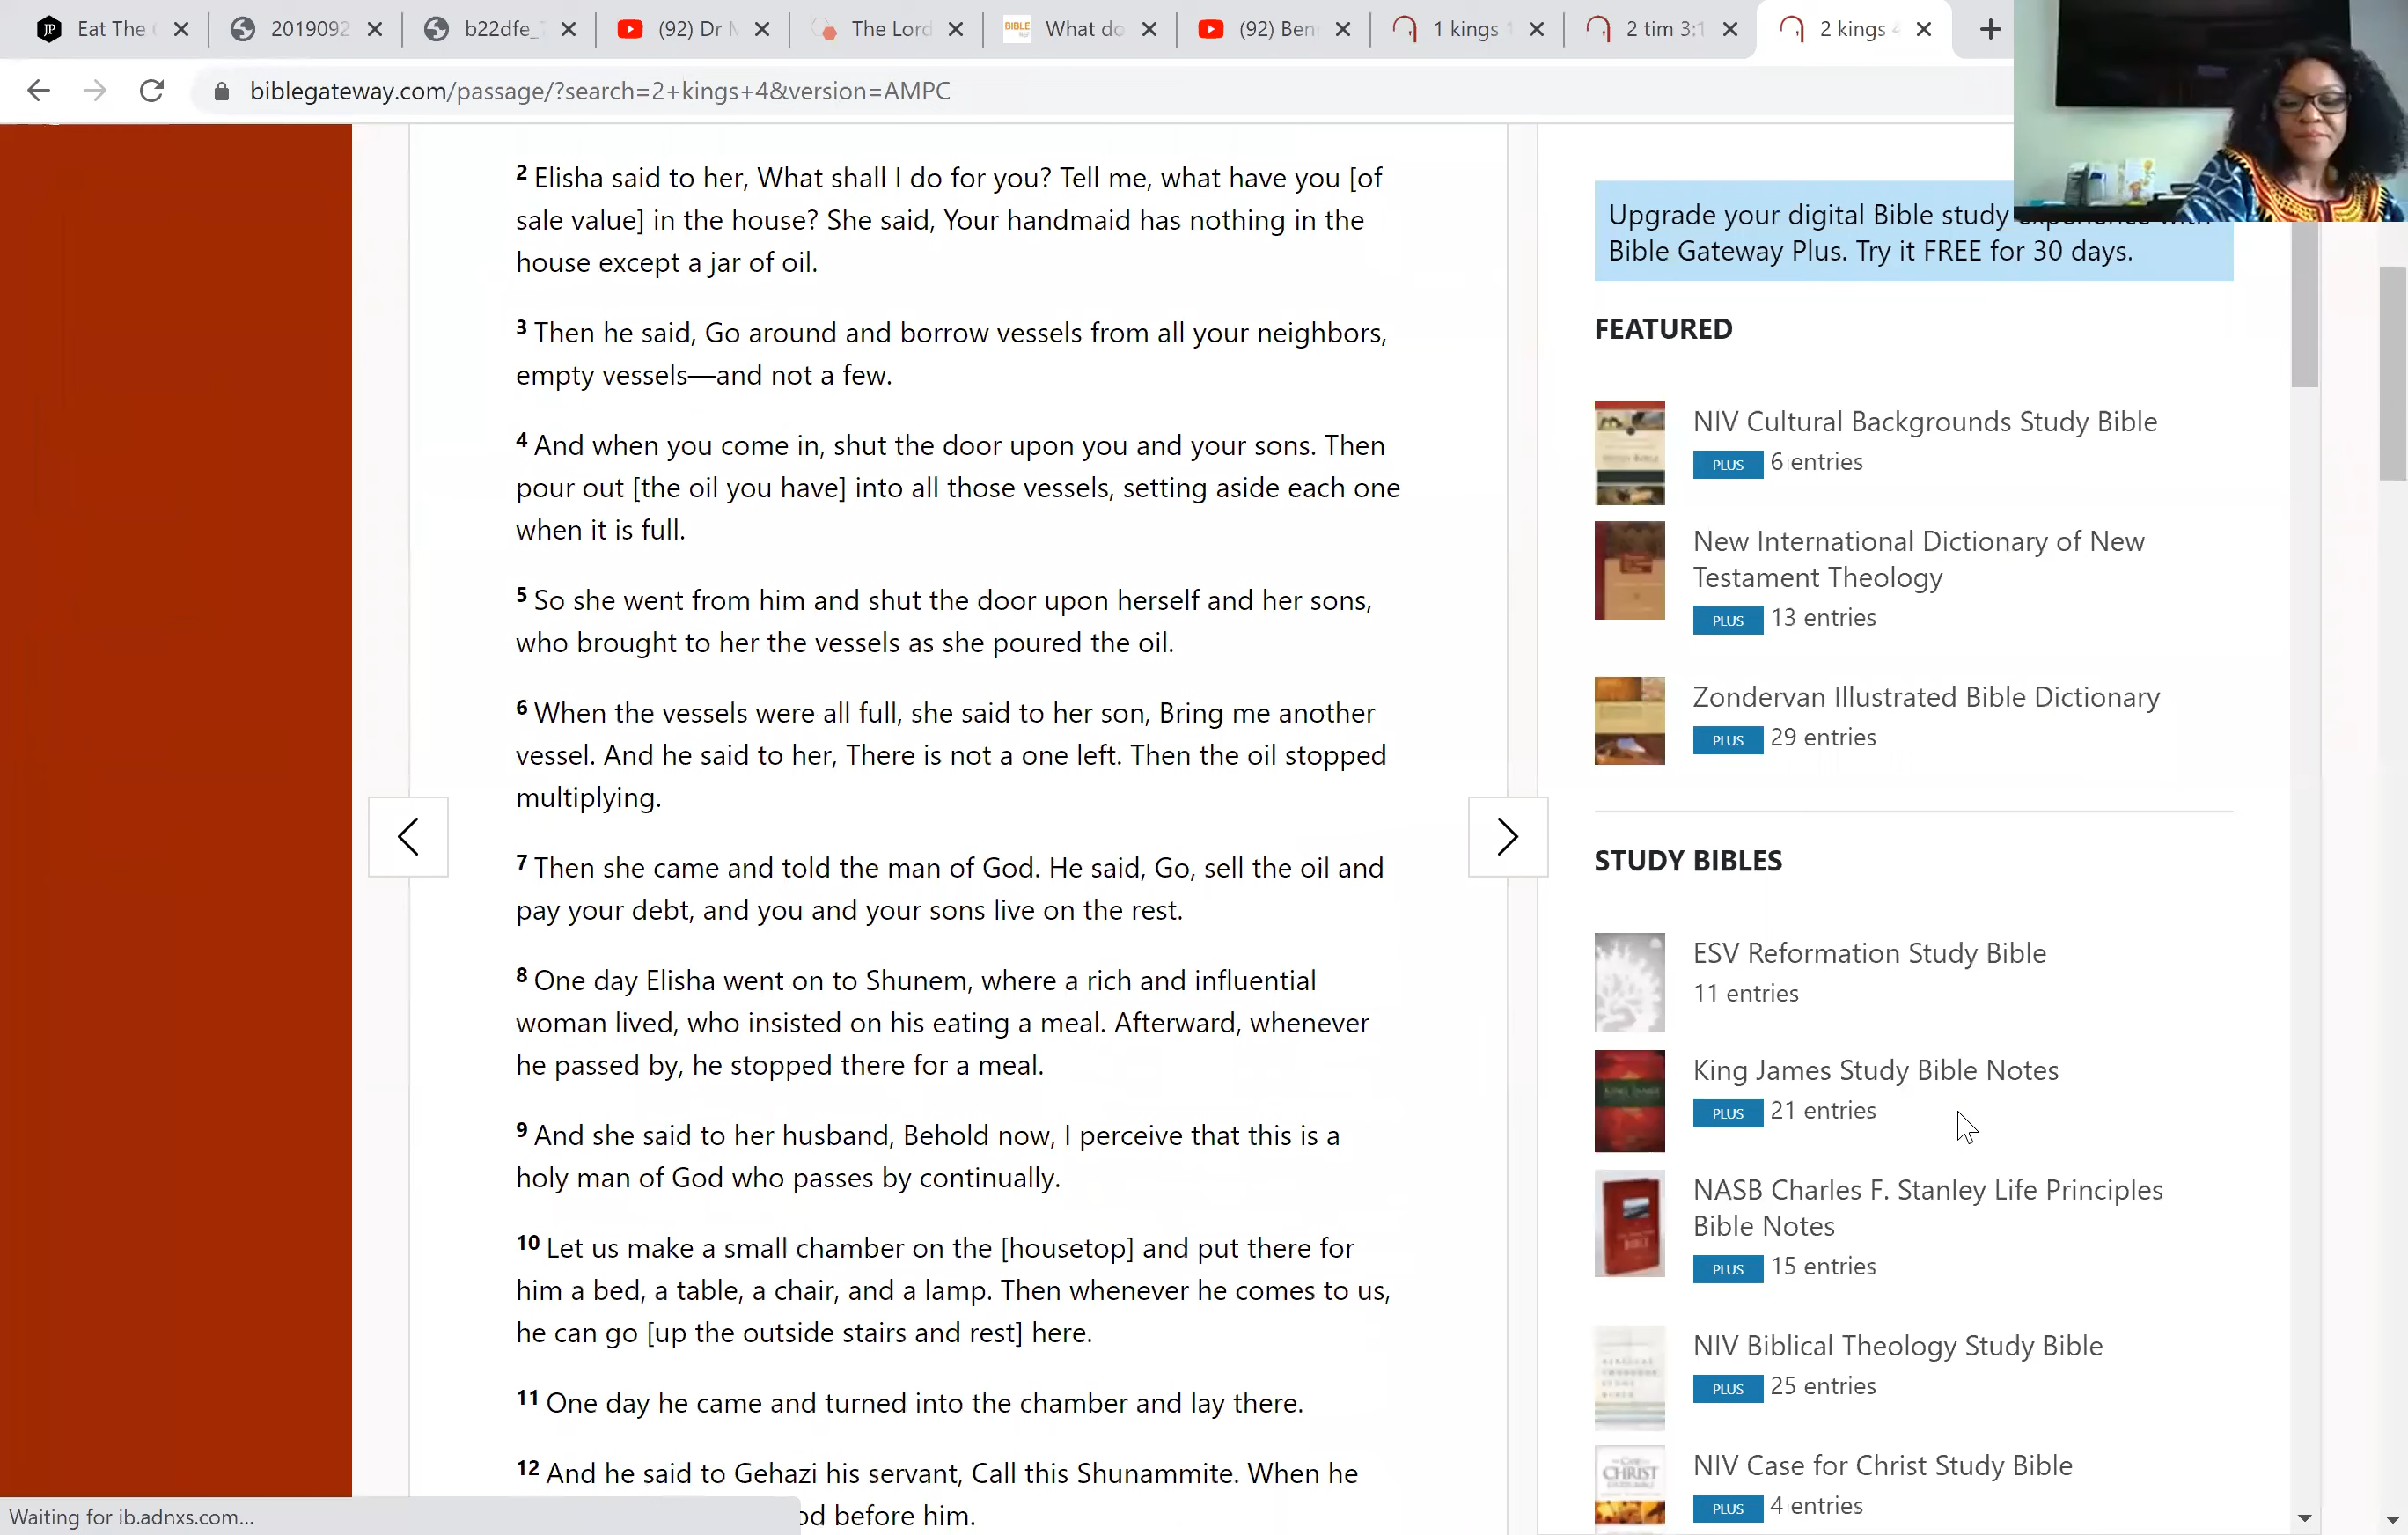 Eat The
2019092
b22dfe_
(92) Dr
The Lord
What do
(92) Ben
1 kings
2 tim 3:1
2 kings 4
biblegateway.com/passage/?search=2+kings+4&version=AMPC
2 Elisha said to her, What shall I do for you? Tell me, what have you [of
sale value] in the house? She said, Your handmaid has nothing in the
house except a jar of oil.
3 Then he said, Go around and borrow vessels from all your neighbors,
empty vessels—and not a few.
4 And when you come in, shut the door upon you and your sons. Then
pour out [the oil you have] into all those vessels, setting aside each one
when it is full.
5 So she went from him and shut the door upon herself and her sons,
who brought to her the vessels as she poured the oil.
6 When the vessels were all full, she said to her son, Bring me another
vessel. And he said to her, There is not a one left. Then the oil stopped
multiplying.
7 Then she came and told the man of God. He said, Go, sell the oil and
pay your debt, and you and your sons live on the rest.
8 One day Elisha went on to Shunem, where a rich and influential
woman lived, who insisted on his eating a meal. Afterward, whenever
he passed by, he stopped there for a meal.
9 And she said to her husband, Behold now, I perceive that this is a
holy man of God who passes by continually.
10 Let us make a small chamber on the [housetop] and put there for
him a bed, a table, a chair, and a lamp. Then whenever he comes to us,
he can go [up the outside stairs and rest] here.
11 One day he came and turned into the chamber and lay there.
12 And he said to Gehazi his servant, Call this Shunammite. When he
od before him.
Waiting for ib.adnxs.com...
Upgrade your digital Bible study experience with
Bible Gateway Plus. Try it FREE for 30 days.
FEATURED
NIV Cultural Backgrounds Study Bible
PLUS 6 entries
New International Dictionary of New
Testament Theology
PLUS 13 entries
Zondervan Illustrated Bible Dictionary
PLUS 29 entries
STUDY BIBLES
ESV Reformation Study Bible
11 entries
King James Study Bible Notes
PLUS 21 entries
NASB Charles F. Stanley Life Principles
Bible Notes
PLUS 15 entries
NIV Biblical Theology Study Bible
PLUS 25 entries
NIV Case for Christ Study Bible
PLUS 4 entries